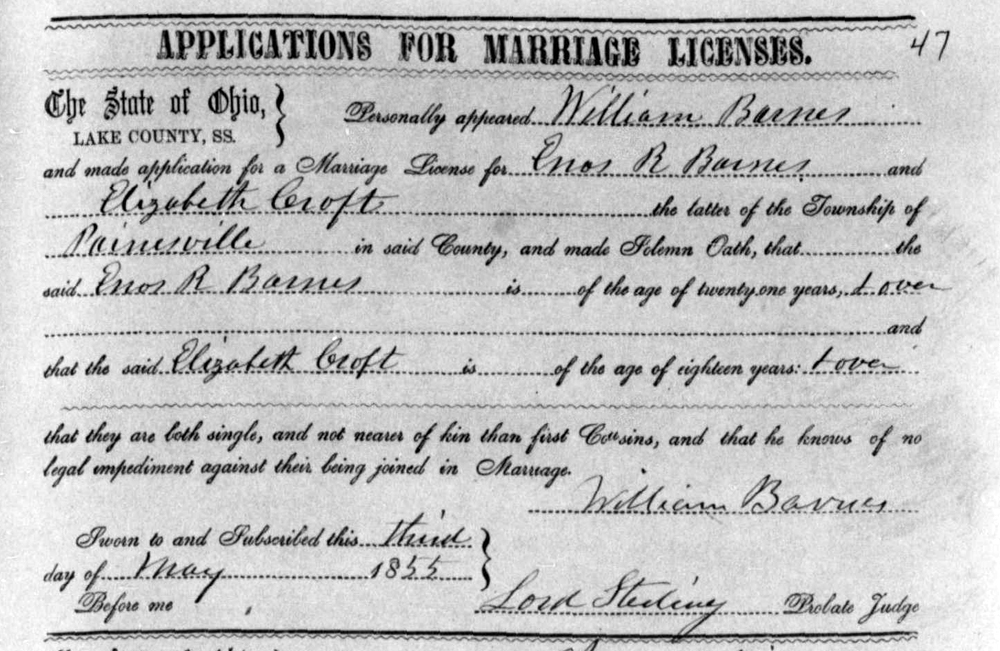 APPLICATIONS FOR MARRIAGE LICENSES. 47
The State of Ohio,
LAKE COUNTY, SS.
Personally appeared William Barnes
and made application for a Marriage License for Enos R Barnes and
Elizabeth Croft the latter of the Township of
Painesville in said County, and made Solemn Oath, that the
said Enos R Barnes is of the age of twenty one years, & over
and
that the said Elizabeth Croft is of the age of eighteen years: & over
that they are both single, and not nearer of kin than first Cousins, and that he knows of no
legal impediment against their being joined in Marriage.
William Barnes
Sworn to and Subscribed this third
day of May 1855
Before me Lord Sterling Probate Judge